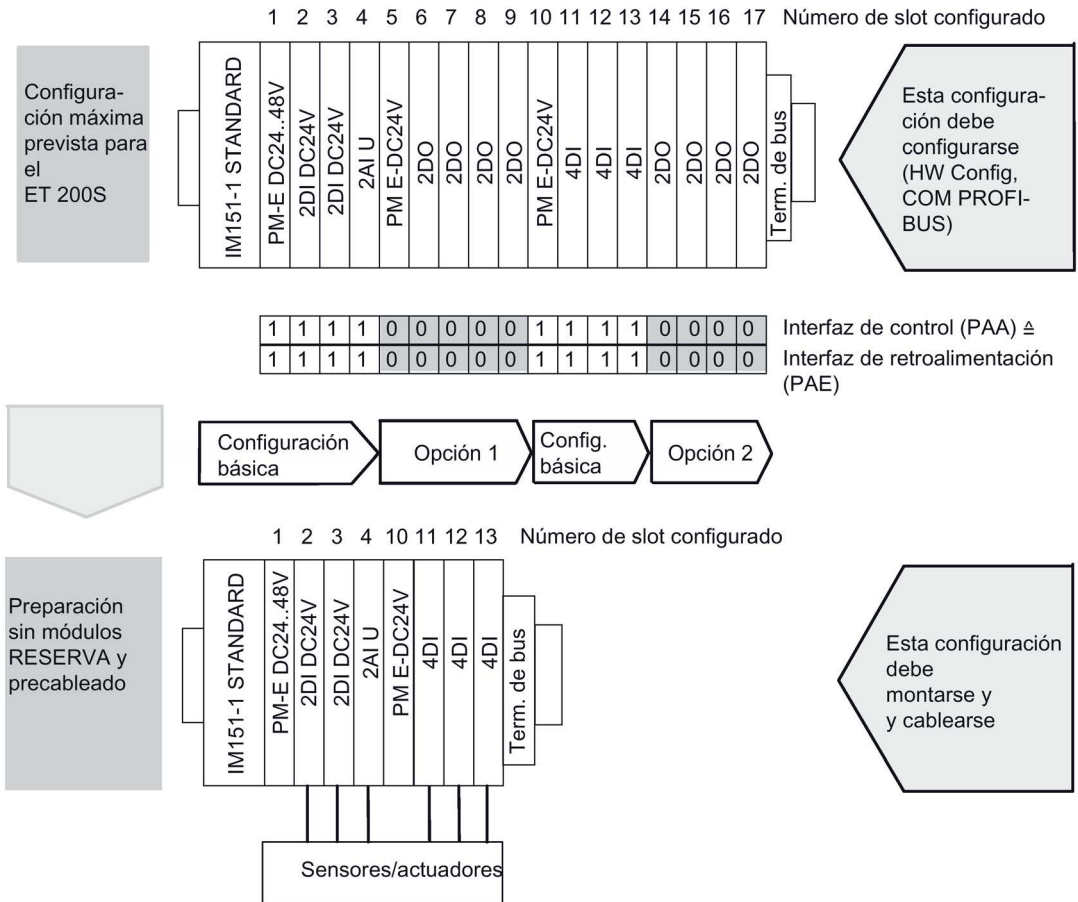 1 2 3 4 5 6 7 8 9 10 11 12 13 14 15 16 17 Número de slot configurado
Configura-
ción máxima
prevista para
el
ET 200S
IM151-1 STANDARD
PM-E DC24..48V
2DI DC24V
2DI DC24V
2AI U
PM E-DC24V
2DO
2DO
2DO
2DO
PM E-DC24V
4DI
4DI
4DI
2DO
2DO
2DO
2DO
Term. de bus
Esta configura-
ción debe
configurarse
(HW Config,
COM PROFI-
BUS)
1 1 1 1 0 0 0 0 0 1 1 1 1 0 0 0 0 Interfaz de control (PAA) ≙
1 1 1 1 0 0 0 0 0 1 1 1 1 0 0 0 0 Interfaz de retroalimentación
(PAE)
Configuración
básica
Opción 1
Config.
básica
Opción 2
1 2 3 4 10 11 12 13 Número de slot configurado
Preparación
sin módulos
RESERVA y
precableado
IM151-1 STANDARD
PM-E DC24..48V
2DI DC24V
2DI DC24V
2AI U
PM E-DC24V
4DI
4DI
4DI
Term. de bus
Esta configuración
debe
montarse y
y cablearse
Sensores/actuadores